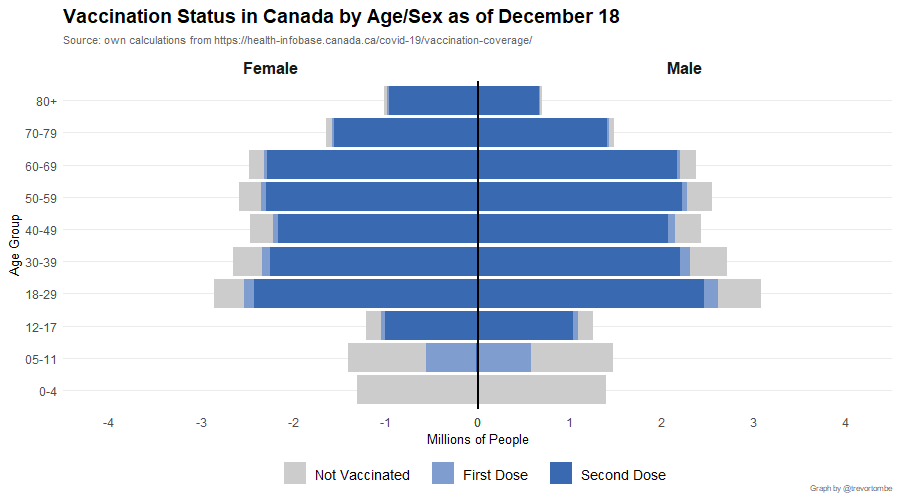 Vaccination Status in Canada by Age/Sex as of December 18
Source: own calculations from https://health-infobase.canada.ca/covid-19/vaccination-coverage/
Female Male
80+
70-79
60-69
50-59
40-49
30-39
18-29
12-17
05-11
0-4
Age Group
-4 -3 -2 -1 0 1 2 3 4
Millions of People
Not Vaccinated First Dose Second Dose
Graph by @trevortombe